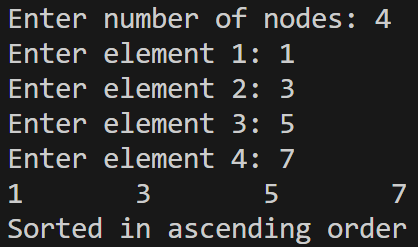 Enter number of nodes: 4
Enter element 1: 1
Enter element 2: 3
Enter element 3: 5
Enter element 4: 7
1       3       5       7
Sorted in ascending order